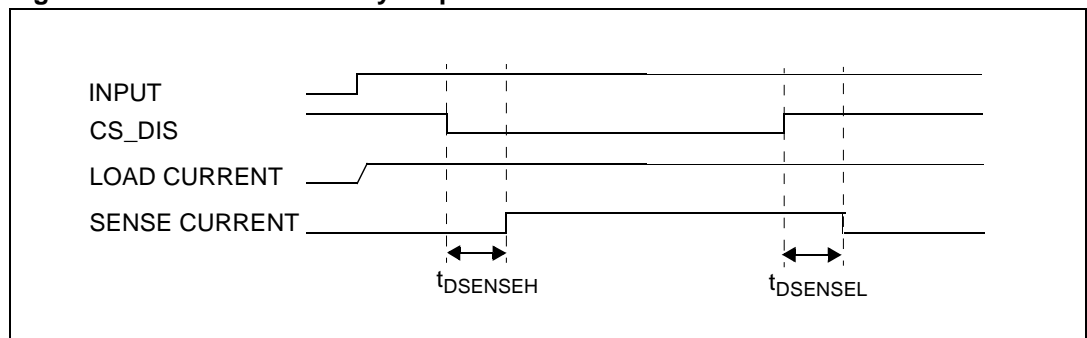 INPUT
CS_DIS
LOAD CURRENT
SENSE CURRENT
tDSENSEH
tDSENSEL